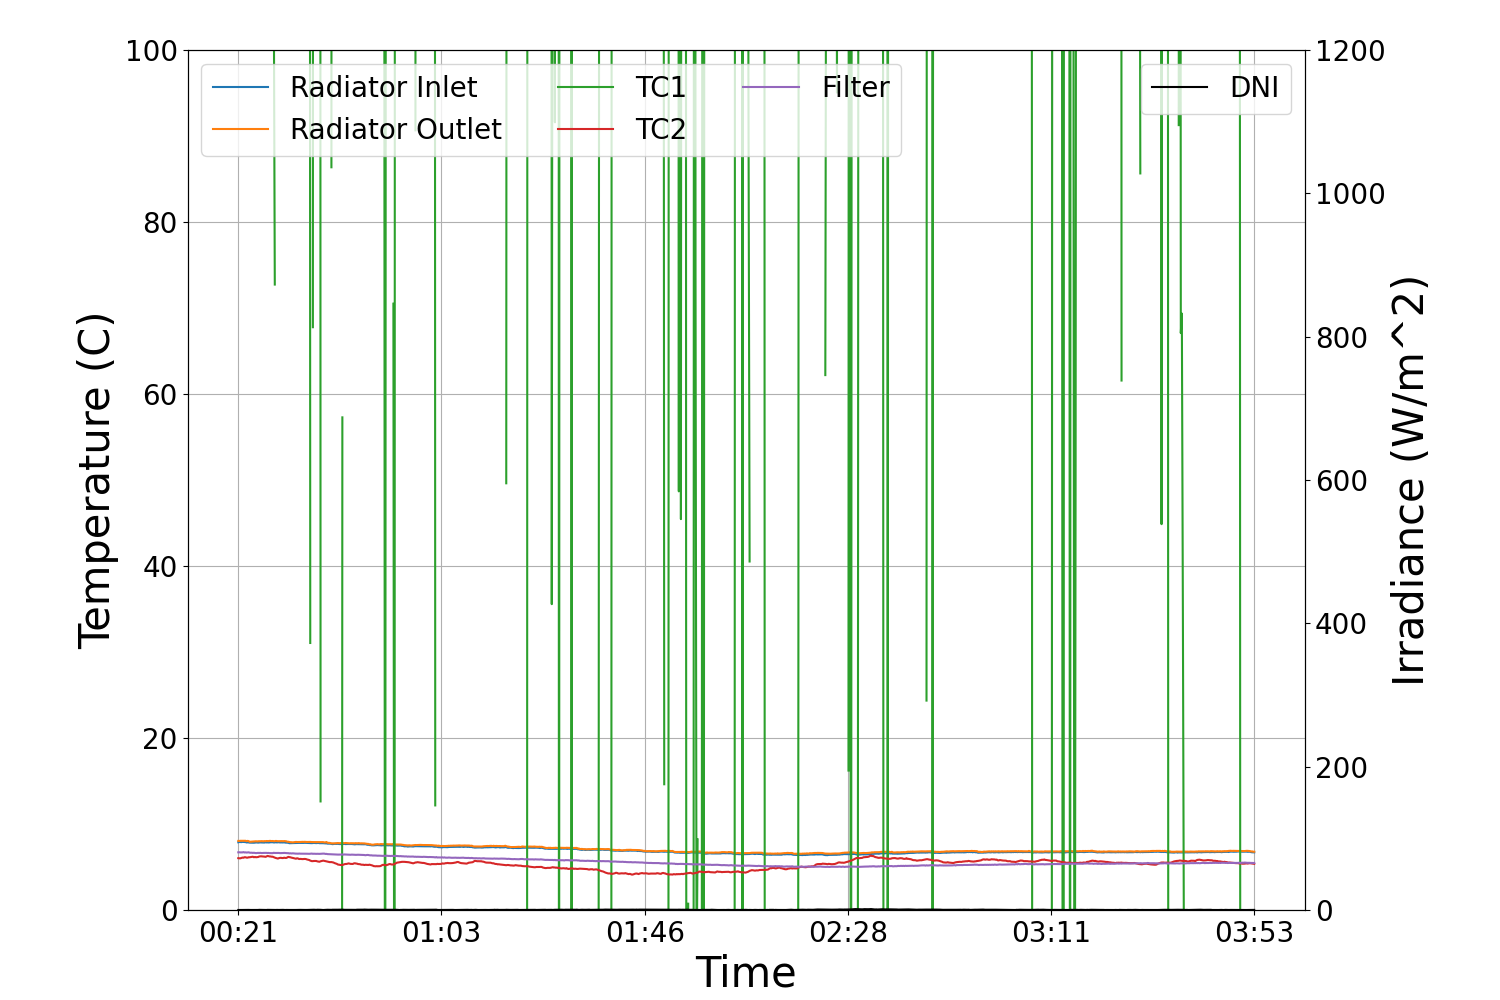 100
80
60
40
20
0
Temperature (C)
Radiator Inlet
Radiator Outlet
TC1
TC2
Filter
DNI
1200
1000
800
600
400
200
0
Irradiance (W/m^2)
00:21
01:03
01:46
02:28
03:11
03:53
Time